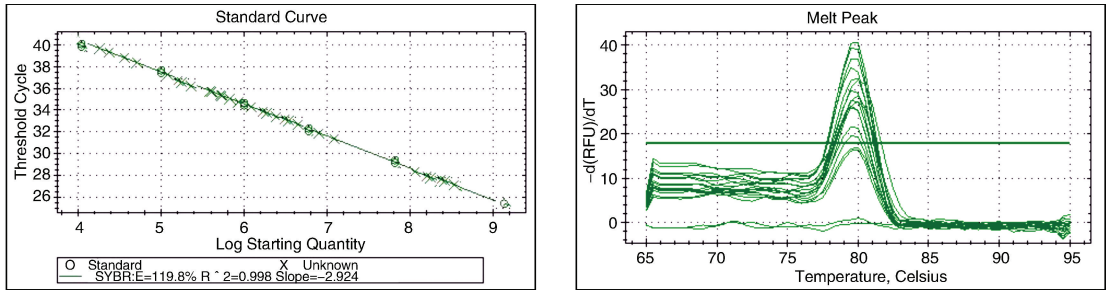 Standard Curve
Threshold Cycle
40
38
36
34
32
30
28
26
4 5 6 7 8 9
Log Starting Quantity
O Standard X Unknown
SYBR:E=119.8% R^2=0.998 Slope=−2.924
Melt Peak
−d(RFU)/dT
40
30
20
10
0
65 70 75 80 85 90 95
Temperature, Celsius